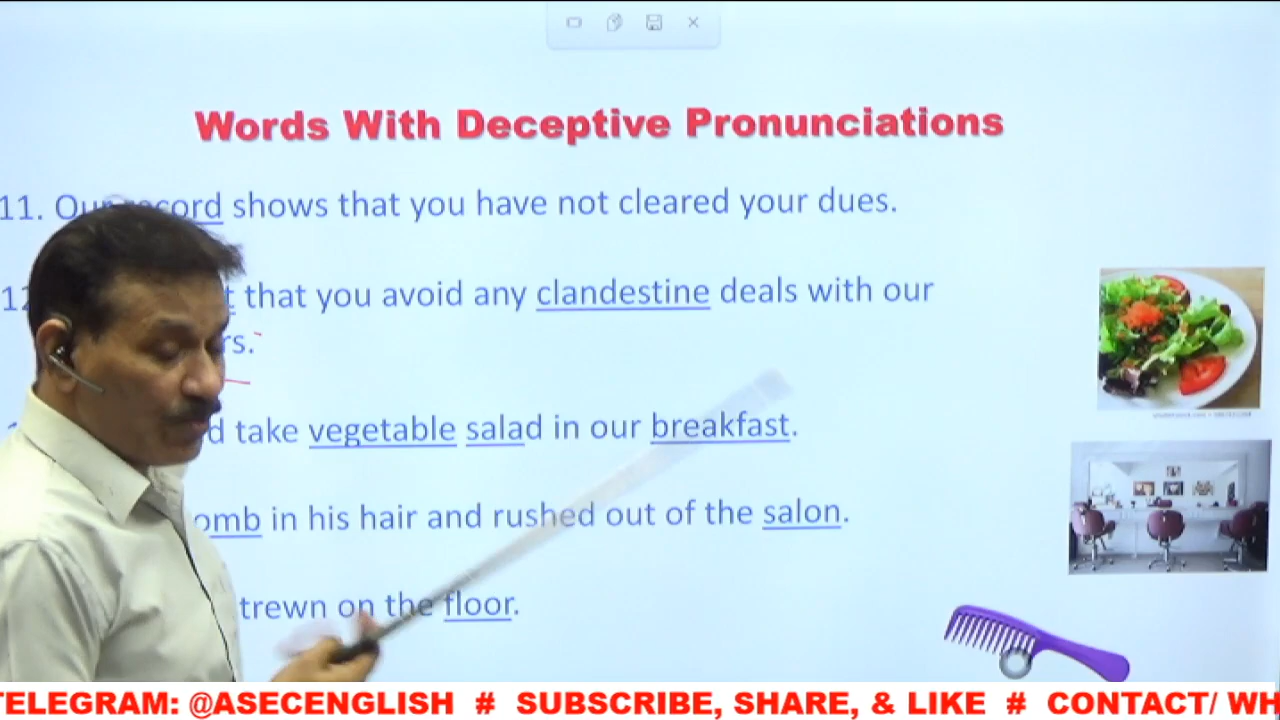 Words With Deceptive Pronunciations
11. Our record shows that you have not cleared your dues.
that you avoid any clandestine deals with our
rs.
d take vegetable salad in our breakfast.
omb in his hair and rushed out of the salon.
trewn on the floor.
TELEGRAM: @ASECENGLISH # SUBSCRIBE, SHARE, & LIKE # CONTACT/ WH